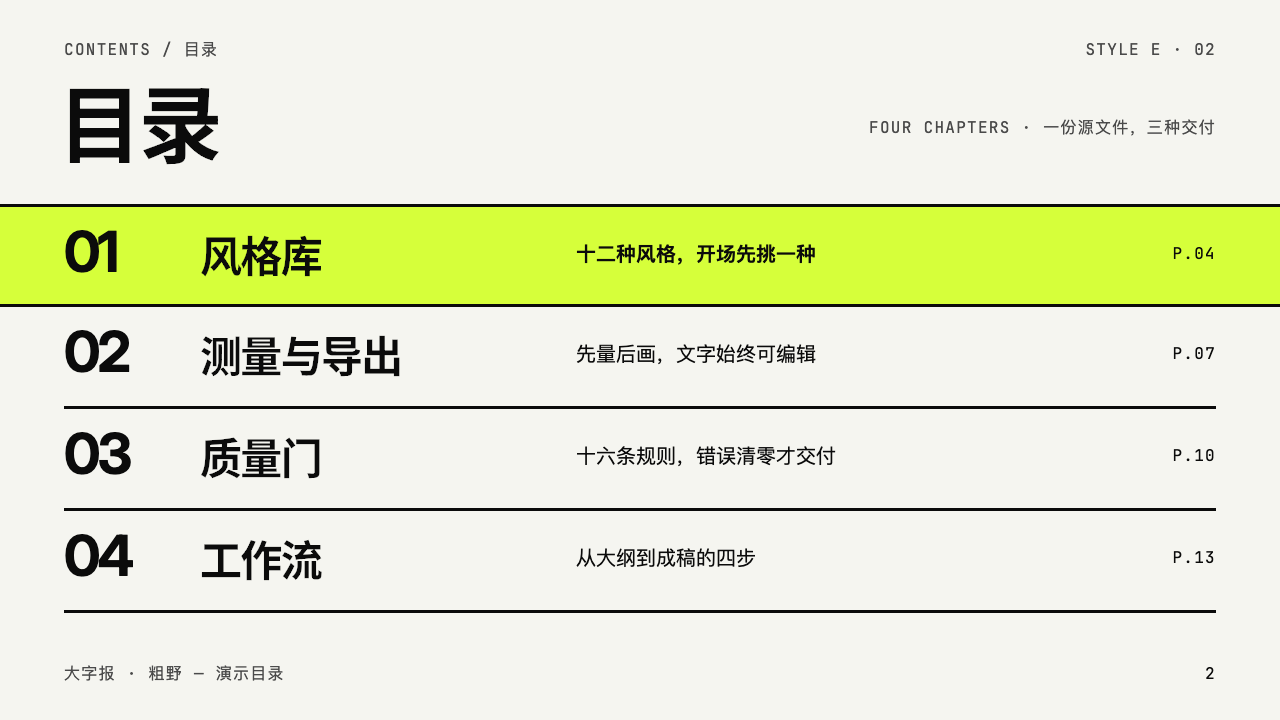 CONTENTS / 目录
STYLE E · 02
目录
FOUR CHAPTERS · 一份源文件，三种交付
01 风格库 十二种风格，开场先挑一种 P.04
02 测量与导出 先量后画，文字始终可编辑 P.07
03 质量门 十六条规则，错误清零才交付 P.10
04 工作流 从大纲到成稿的四步 P.13
大字报 · 粗野 — 演示目录
2